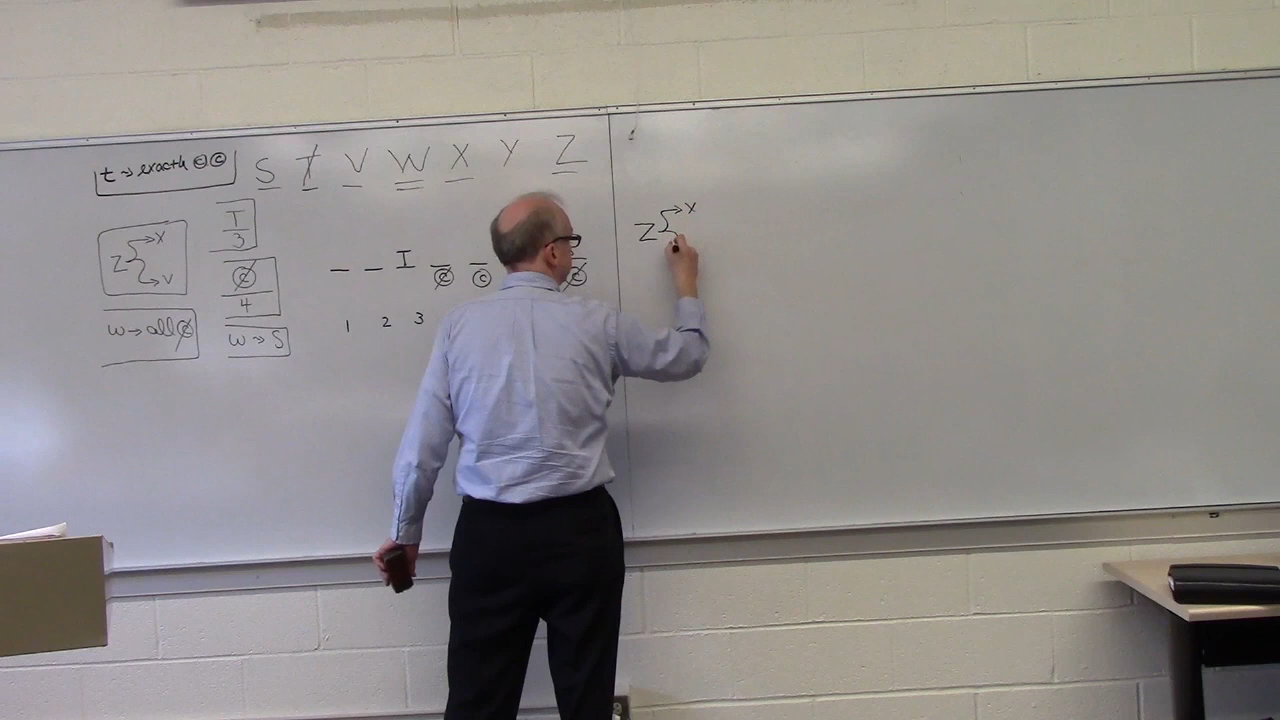 t → exactly © ©
S T V W X Y Z
Z → X
→ V
T
3
₵
4
W → all ₵
W → S
_ _ T ₵ © ₵
1 2 3
Z → X